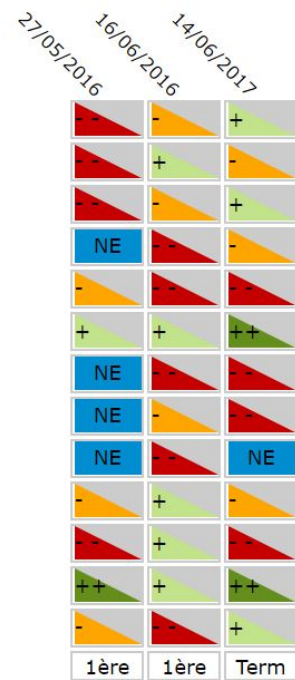 27/05/2016 16/06/2016 14/06/2017
- - - +
- - + -
- - - +
NE - - -
- - - - -
+ + ++
NE - - - -
NE - - -
NE - - NE
- + -
- - + - -
++ + ++
- - - +
1ère 1ère Term